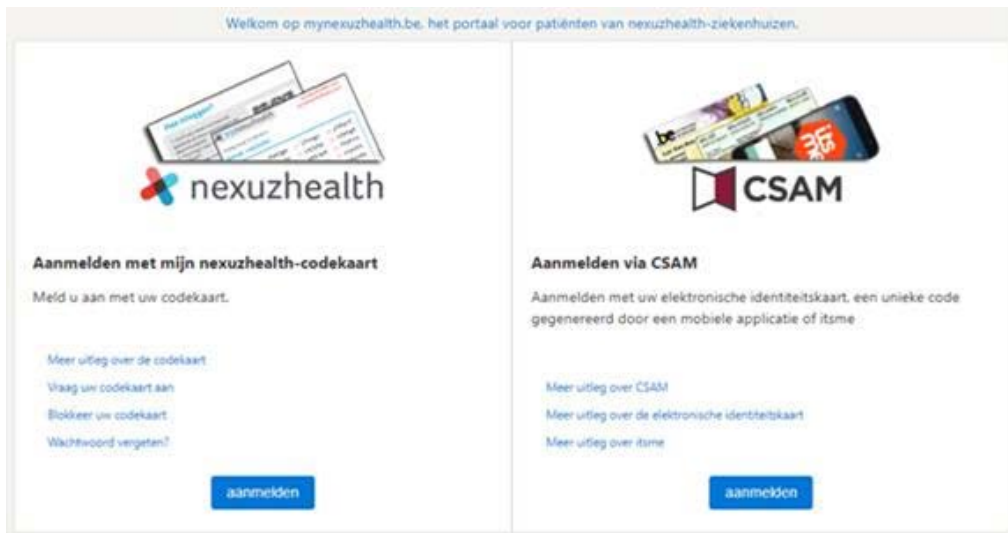 Welkom op mynexuzhealth.be, het portaal voor patiënten van nexuzhealth-ziekenhuizen.
nexuzhealth
Aanmelden met mijn nexuzhealth-codekaart
Meld u aan met uw codekaart.
Meer uitleg over de codekaart
Vraag uw codekaart aan
Blokkeer uw codekaart
Wachtwoord vergeten?
aanmelden
be
CSAM
Aanmelden via CSAM
Aanmelden met uw elektronische identiteitskaart, een unieke code
gegenereerd door een mobiele applicatie of itsme
Meer uitleg over CSAM
Meer uitleg over de elektronische identiteitskaart
Meer uitleg over itsme
aanmelden